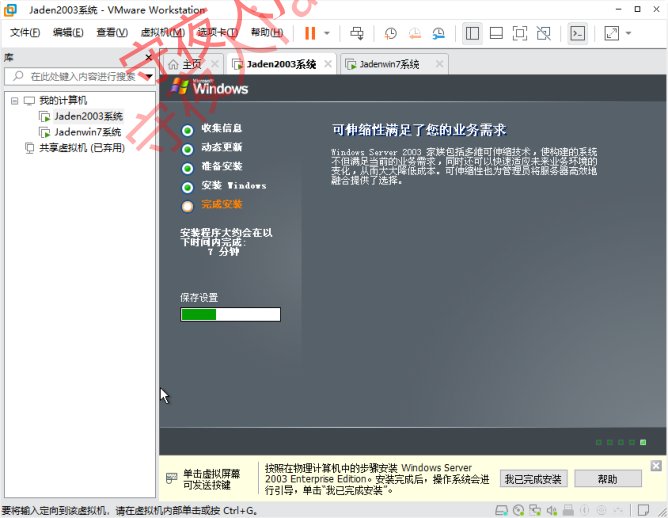 Jaden2003系统 - VMware Workstation
文件(F) 编辑(E) 查看(V) 虚拟机(M) 选项卡(T) 帮助(H)
库
在此处键入内容进行搜索
我的计算机
Jaden2003系统
Jadenwin7系统
共享虚拟机 (已弃用)
主页 Jaden2003系统 Jadenwin7系统
Microsoft
Windows
收集信息
动态更新
准备安装
安装 Windows
完成安装
安装程序大约会在以
下时间内完成:
7 分钟
保存设置
可伸缩性满足了您的业务需求
Windows Server 2003 家族包括多维可伸缩技术，使构建的系统
不但满足当前的业务需求，同时还可以快速适应未来业务环境的
变化，从而大大降低成本。可伸缩性也为管理员将服务器高效地
融合提供了选择。
单击虚拟屏幕
可发送按键
按照在物理计算机中的步骤安装 Windows Server
2003 Enterprise Edition。安装完成后，操作系统会进
行引导，单击"我已完成安装"。
我已完成安装
帮助
要将输入定向到该虚拟机，请在虚拟机内部单击或按 Ctrl+G。